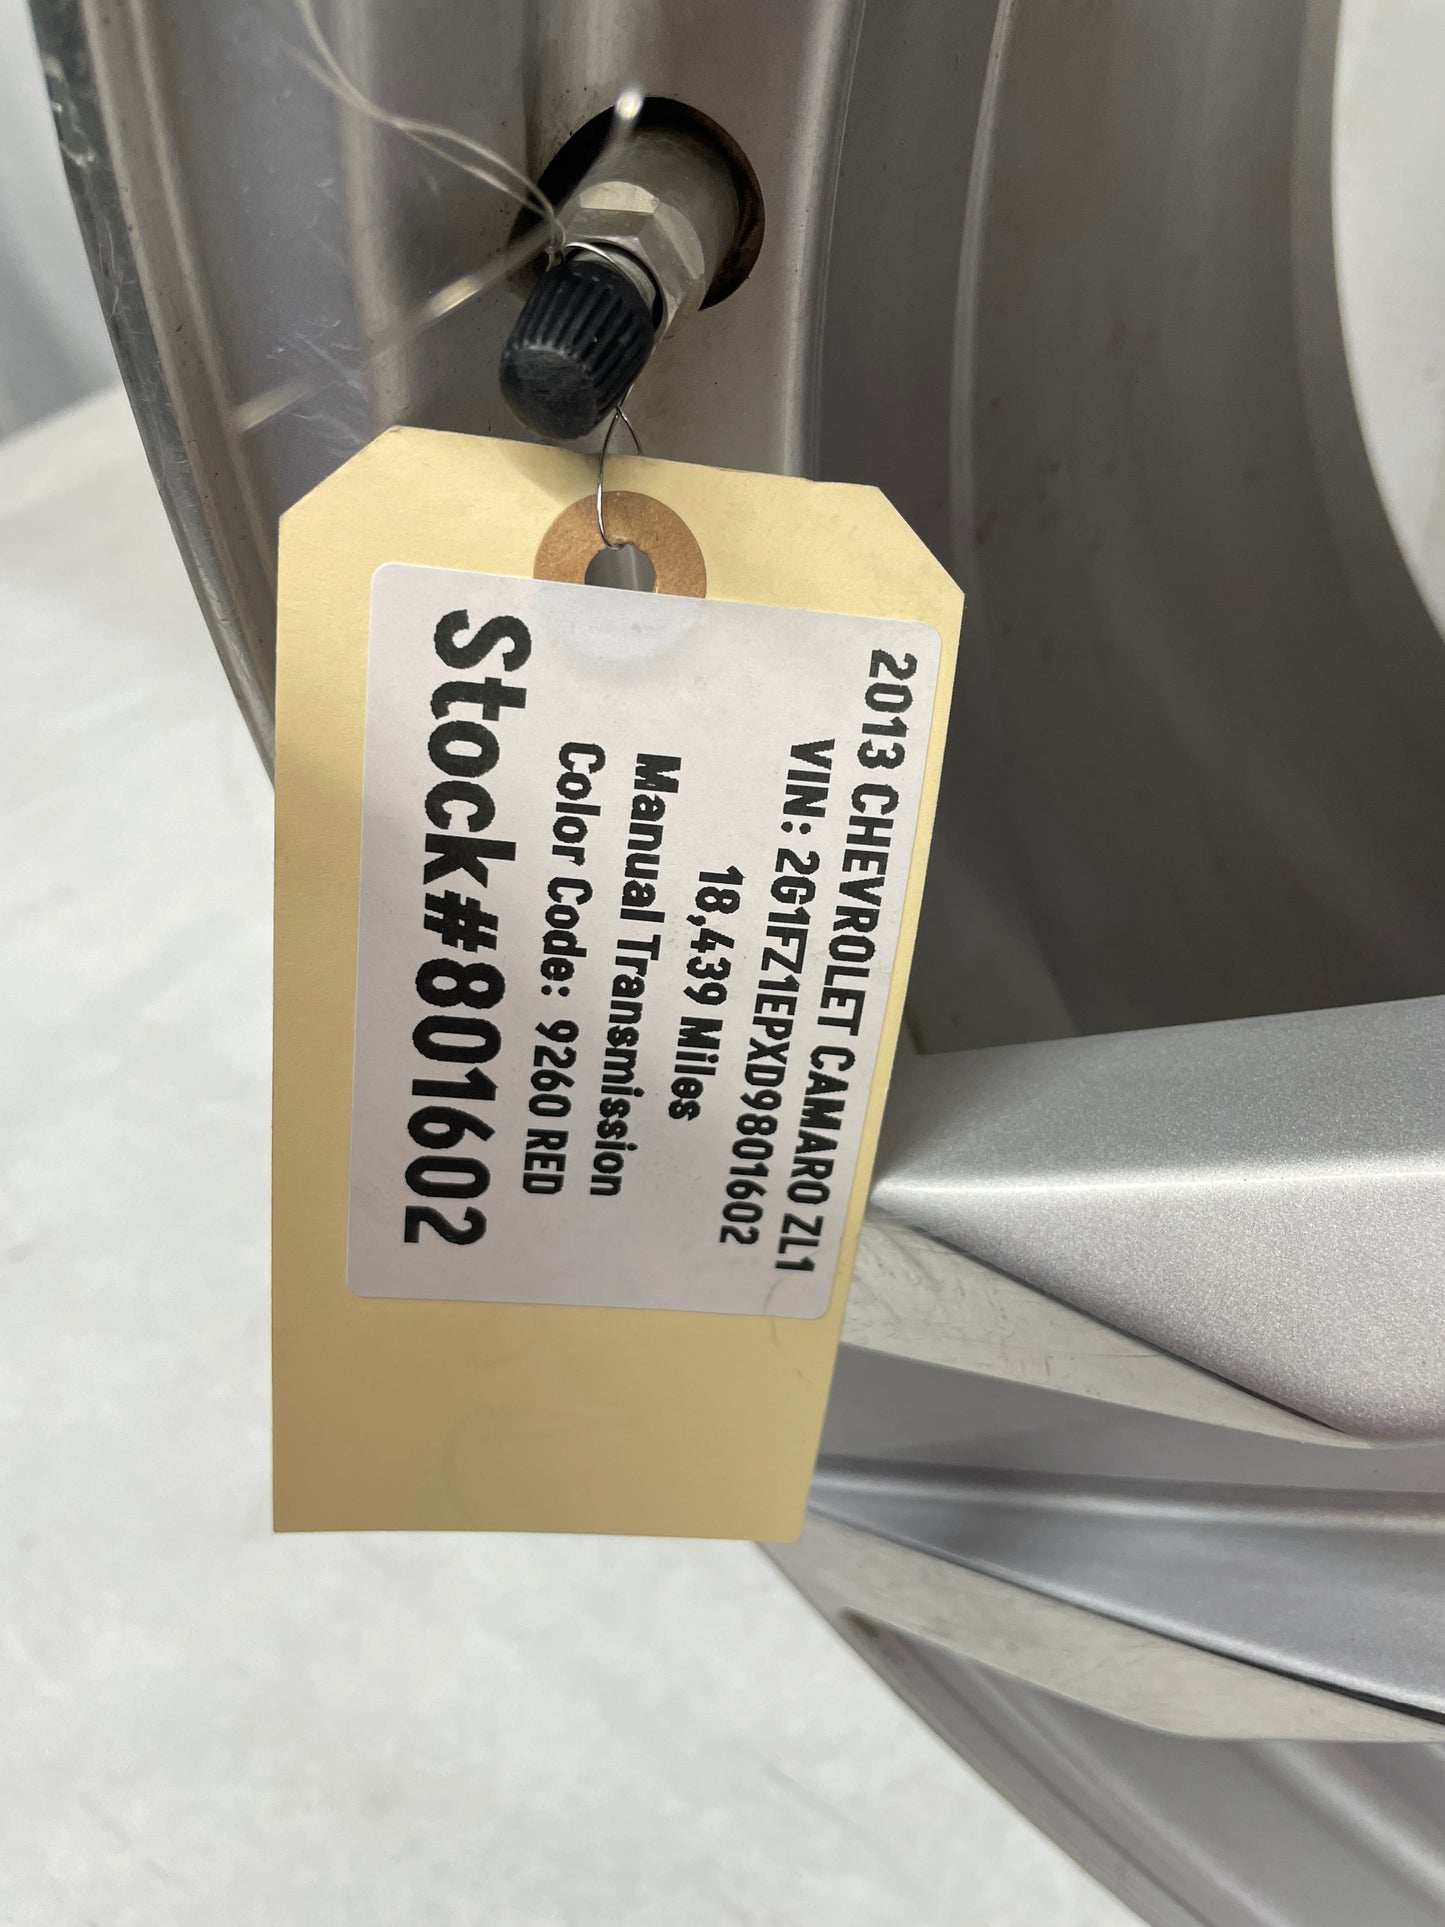 2013 CHEVROLET CAMARO ZL1
VIN: 2G1FZ1EPXD9801602
18,439 Miles
Manual Transmission
Color Code: 9260 RED
Stock#801602